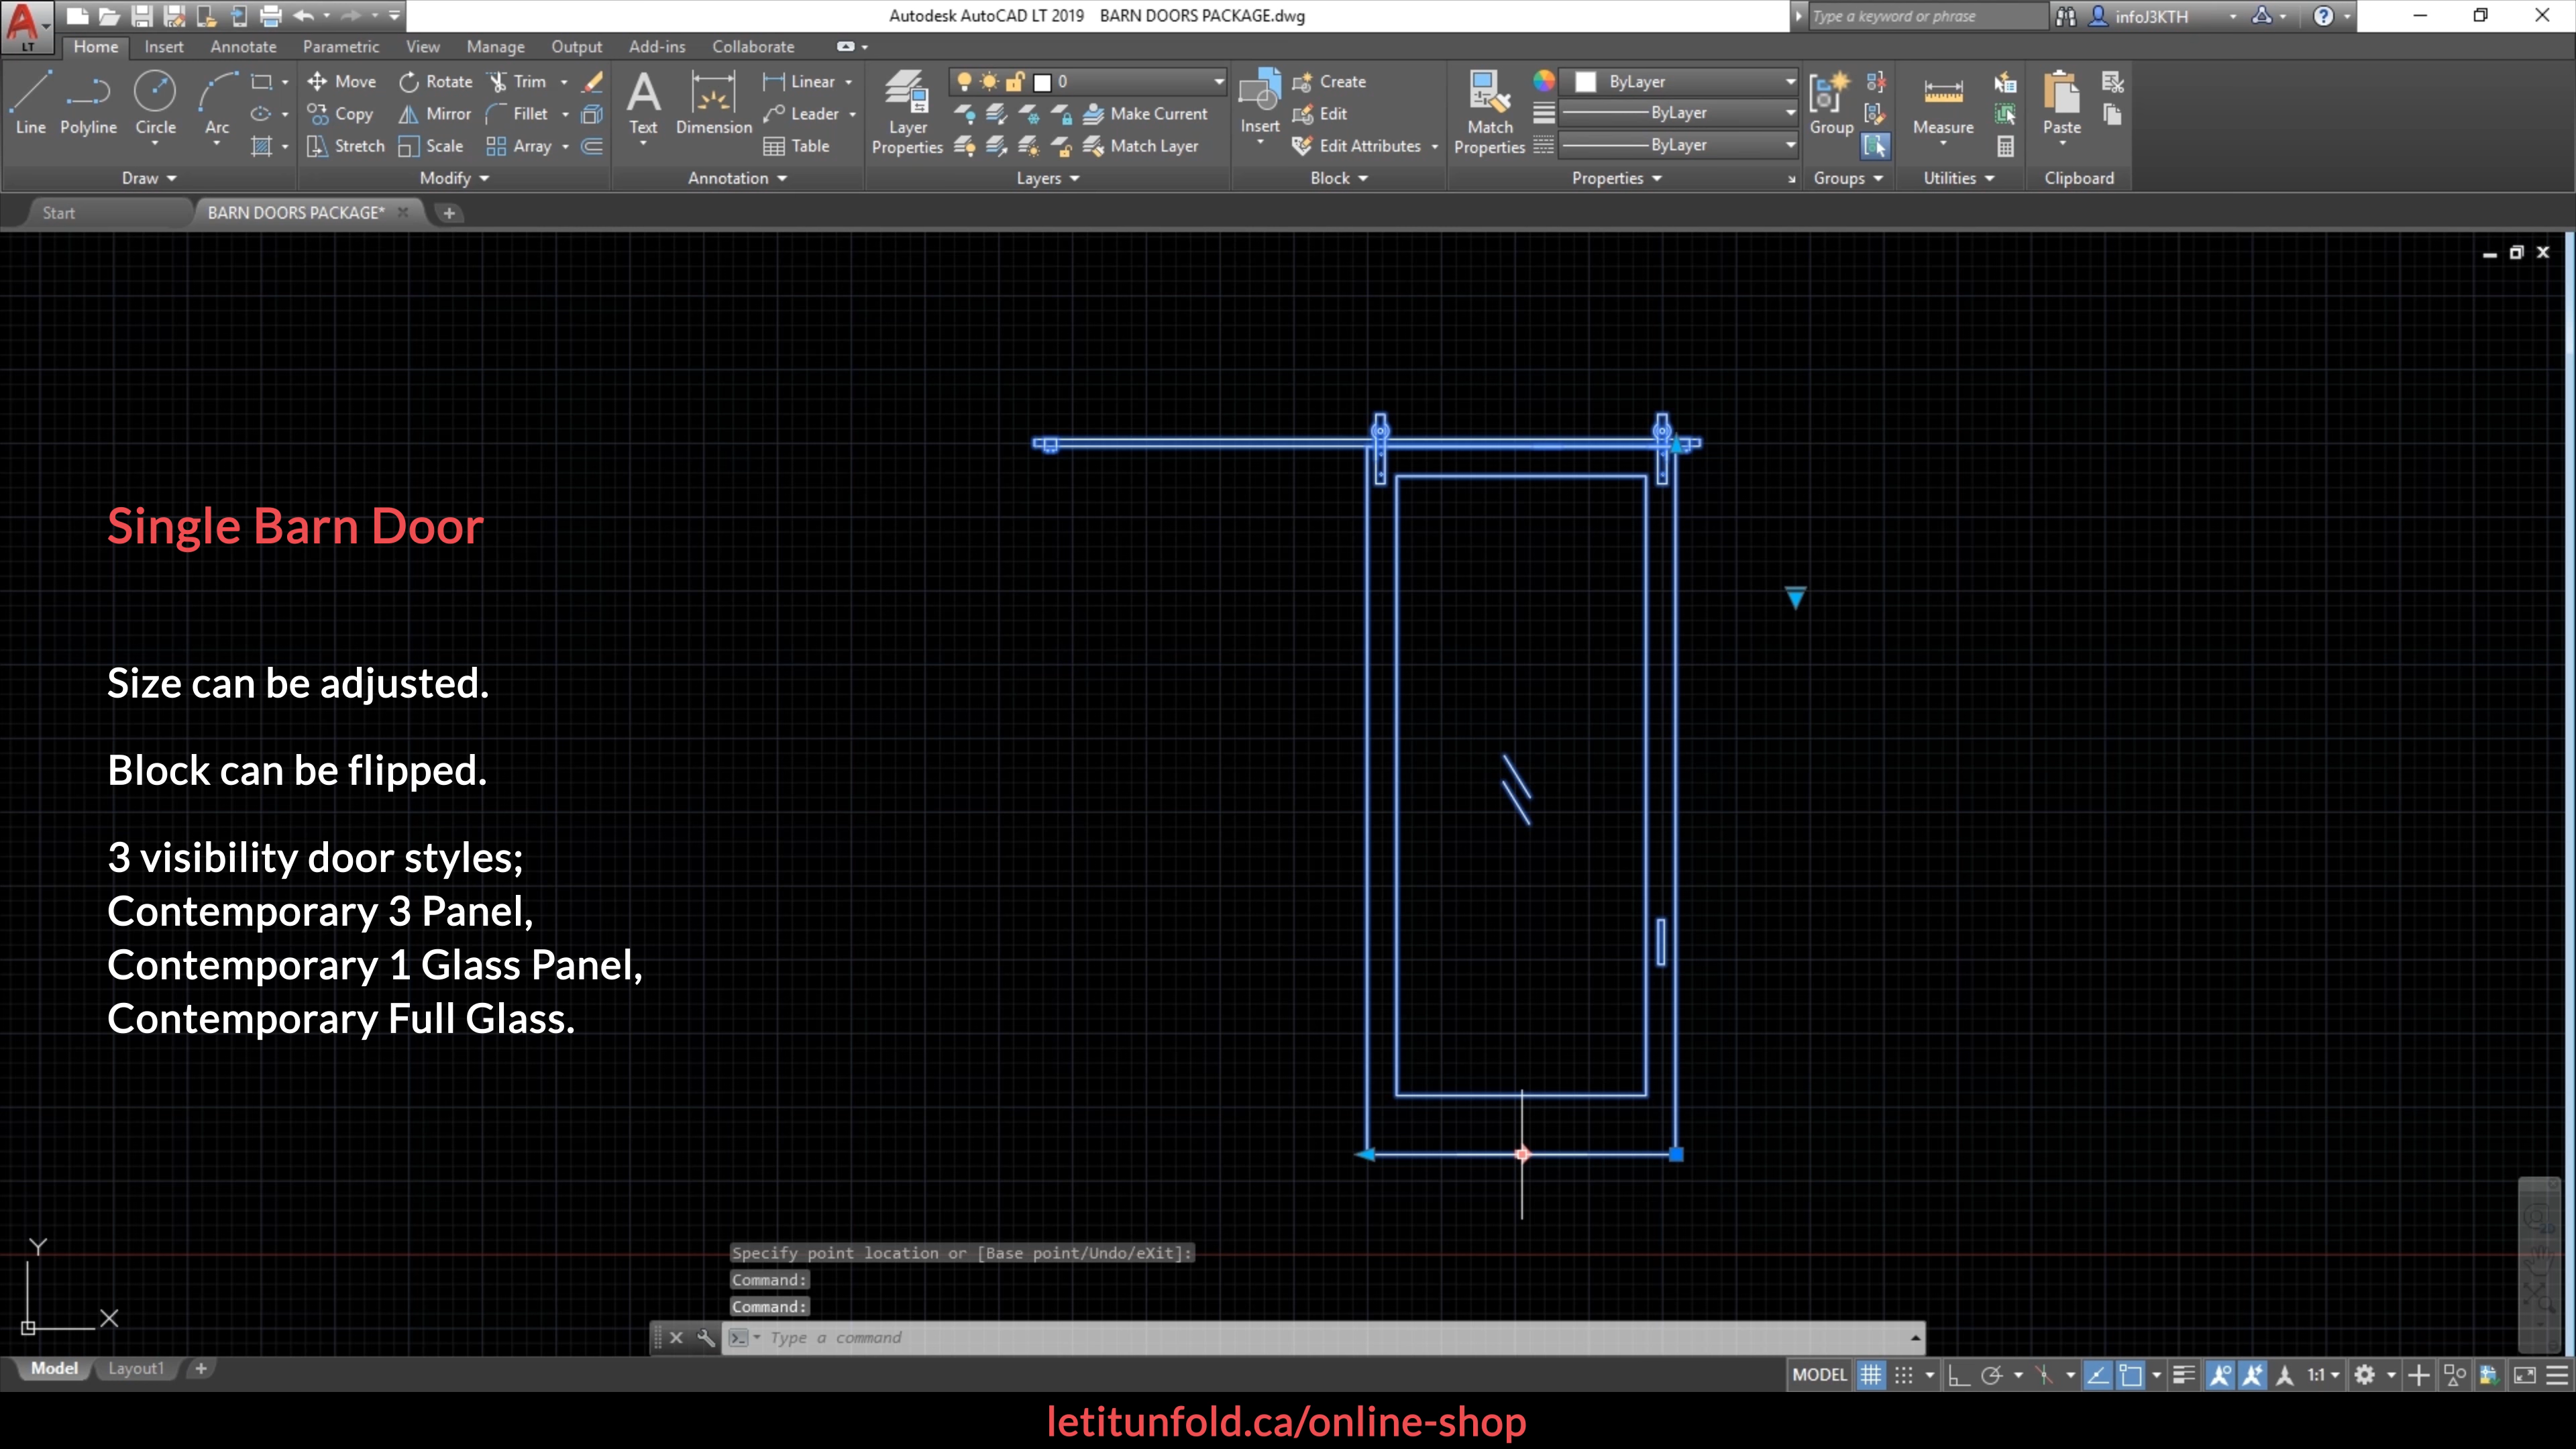 Autodesk AutoCAD LT 2019 BARN DOORS PACKAGE.dwg
Type a keyword or phrase
infoJ3KTH
LT
Home Insert Annotate Parametric View Manage Output Add-ins Collaborate
Line Polyline Circle Arc
Move Rotate Trim
Copy Mirror Fillet
Stretch Scale Array
Text Dimension
Linear
Leader
Table
Layer Properties
0
Make Current
Match Layer
Insert
Create
Edit
Edit Attributes
Match Properties
ByLayer
ByLayer
ByLayer
Group Measure Paste
Draw Modify Annotation Layers Block Properties Groups Utilities Clipboard
Start BARN DOORS PACKAGE*
Single Barn Door
Size can be adjusted.
Block can be flipped.
3 visibility door styles;
Contemporary 3 Panel,
Contemporary 1 Glass Panel,
Contemporary Full Glass.
Y
X
Specify point location or [Base point/Undo/eXit]:
Command:
Command:
Type a command
Model Layout1
MODEL 1:1
letitunfold.ca/online-shop